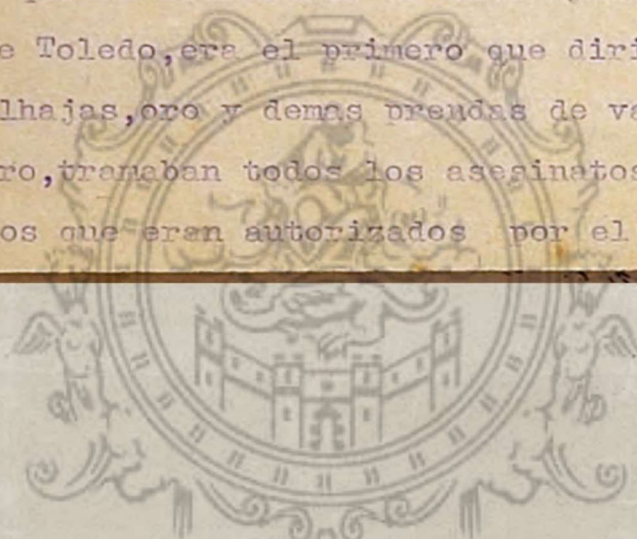 e Toledo,era el primero que diri
lhajas,oro y demas prendas de va
ro,tramaban todos los asesinatos
os que eran autorizados por el